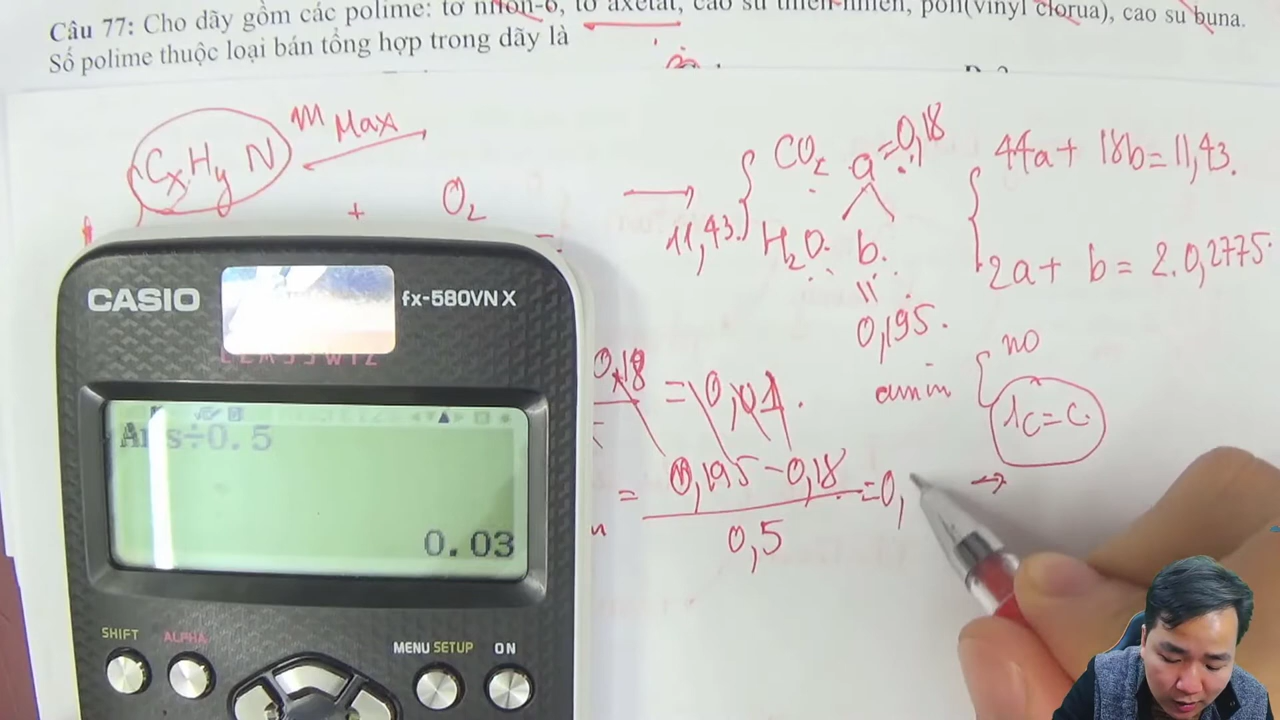 Câu 77: Cho dãy gồm các polime: tơ nilon-6, tơ axetat, cao su thiên nhiên, poli(vinyl clorua), cao su buna.
Số polime thuộc loại bán tổng hợp trong dãy là
CxHyN
m Max
+ O2
11,43.
CO2 a = 0,18
H2O. b.
0,195.
44a + 18b = 11,43.
2a + b = 2.0,2775.
0,18 = 0,01.
= 0,195 - 0,18 = 0,
0,5
amin
no
1C = C.
CASIO
fx-580VN X
CLASSWIZ
Ans÷0.5
0.03
SHIFT
ALPHA
MENU SETUP
ON